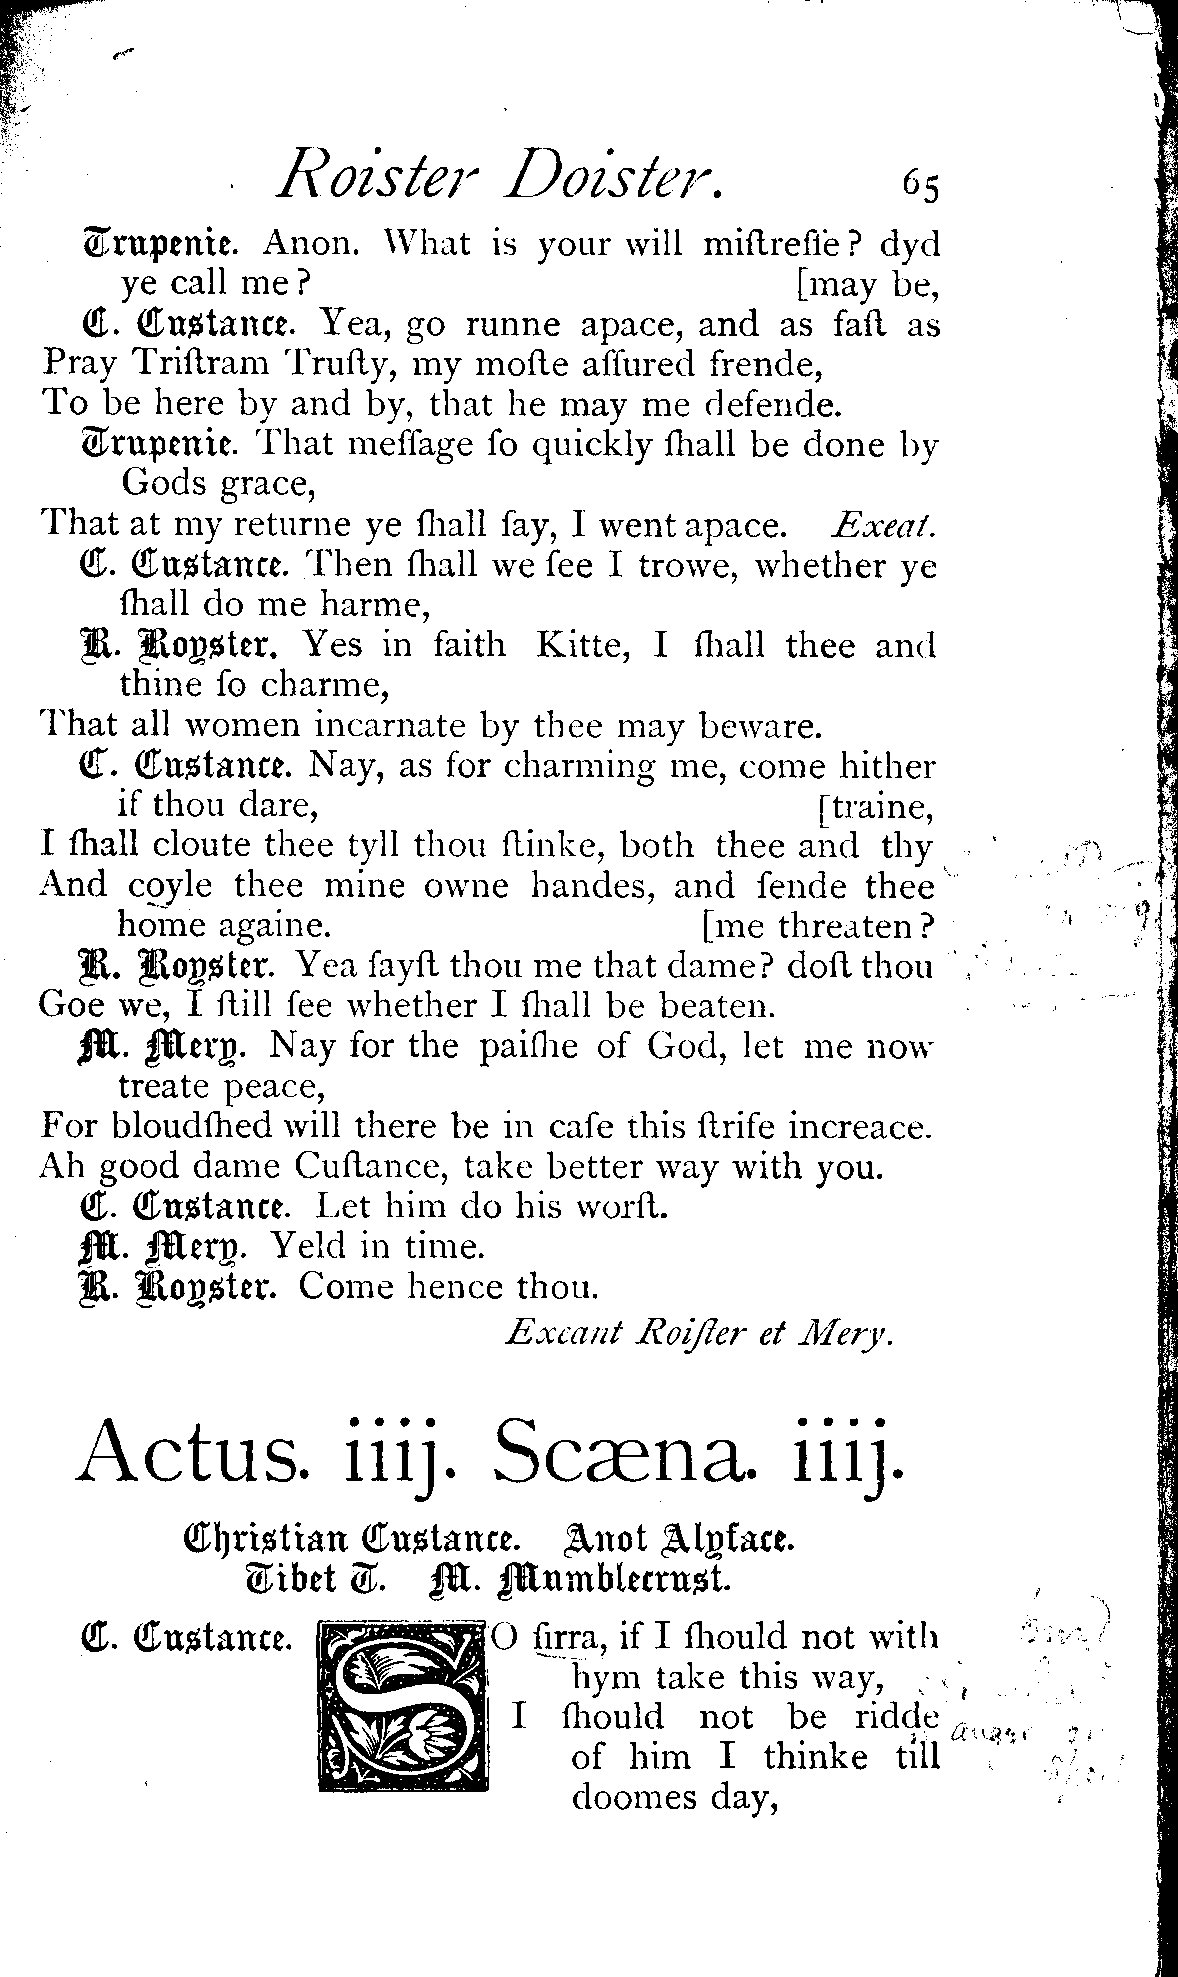 Roister Doister. 65
Trupenie. Anon. What is your will miſtreſſe? dyd
ye call me? [may be,
C. Custance. Yea, go runne apace, and as faſt as
Pray Triſtram Truſty, my moſte aſſured frende,
To be here by and by, that he may me defende.
Trupenie. That meſſage ſo quickly ſhall be done by
Gods grace,
That at my returne ye ſhall ſay, I went apace. Exeat.
C. Custance. Then ſhall we ſee I trowe, whether ye
ſhall do me harme,
R. Royster. Yes in faith Kitte, I ſhall thee and
thine ſo charme,
That all women incarnate by thee may beware.
C. Custance. Nay, as for charming me, come hither
if thou dare, [traine,
I ſhall cloute thee tyll thou ſtinke, both thee and thy
And coyle thee mine owne handes, and ſende thee
home againe. [me threaten?
R. Royster. Yea ſayſt thou me that dame? doſt thou
Goe we, I ſtill ſee whether I ſhall be beaten.
M. Mery. Nay for the paiſhe of God, let me now
treate peace,
For bloudſhed will there be in caſe this ſtrife increace.
Ah good dame Cuſtance, take better way with you.
C. Custance. Let him do his worſt.
M. Mery. Yeld in time.
R. Royster. Come hence thou.
Exeant Roiſter et Mery.
Actus. iiij. Scæna. iiij.
Christian Custance. Anot Alyface.
Tibet T. M. Mumblecrust.
C. Custance. SO ſirra, if I ſhould not with
hym take this way,
I ſhould not be ridde
of him I thinke till
doomes day,